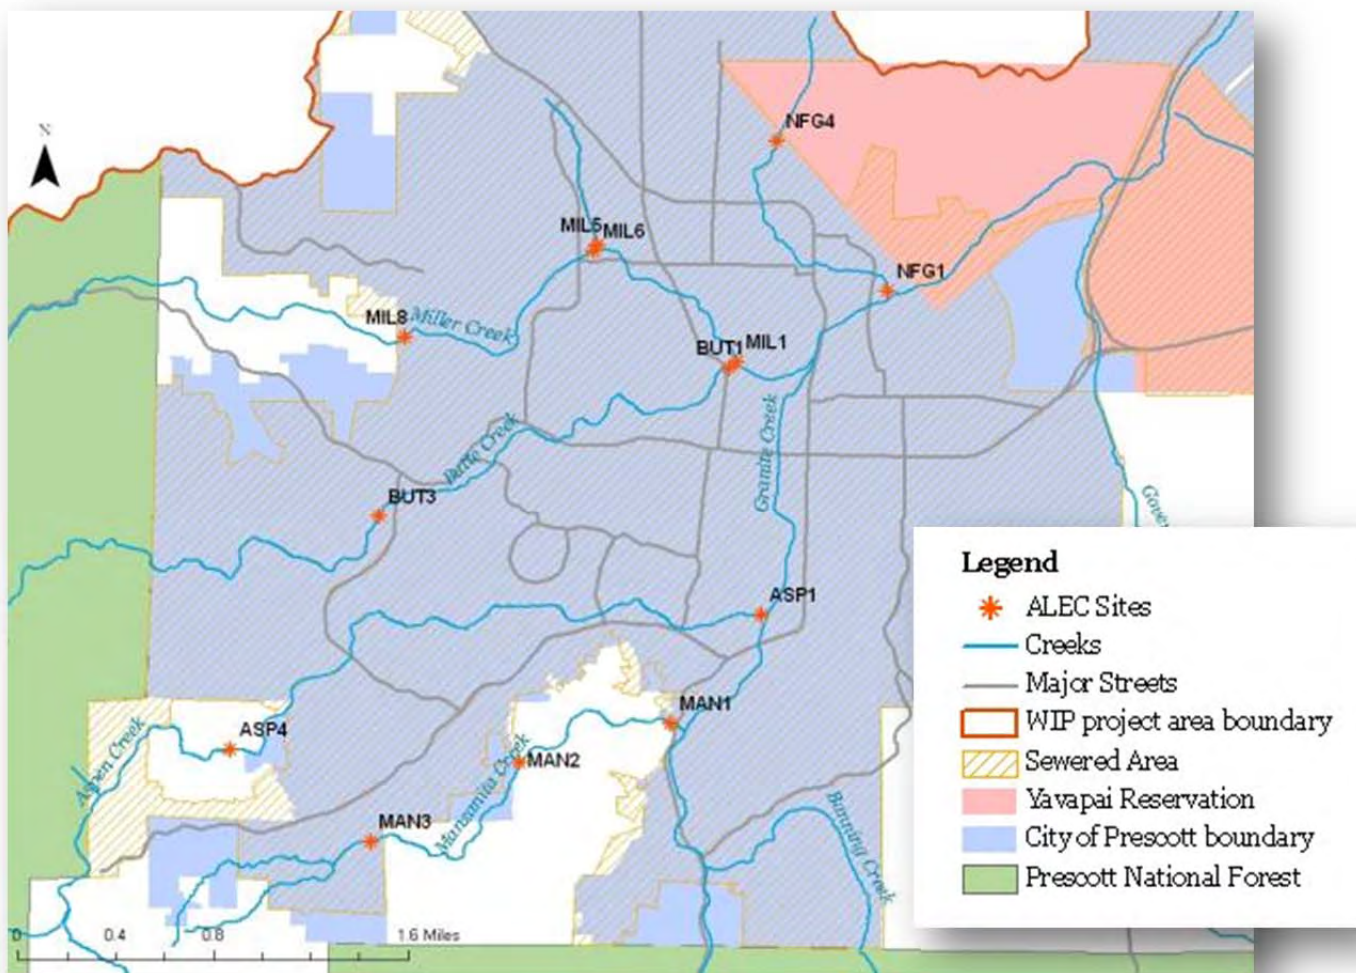 N
NFG4
MIL5
MIL6
NFG1
MIL8
Miller Creek
BUT1
MIL1
Granite Creek
Butte Creek
BUT3
ASP1
MAN1
ASP4
Aspen Creek
MAN2
Manzanita Creek
MAN3
Banning Creek
0 0.4 0.8 1.6 Miles
Legend
ALEC Sites
Creeks
Major Streets
WIP project area boundary
Sewered Area
Yavapai Reservation
City of Prescott boundary
Prescott National Forest